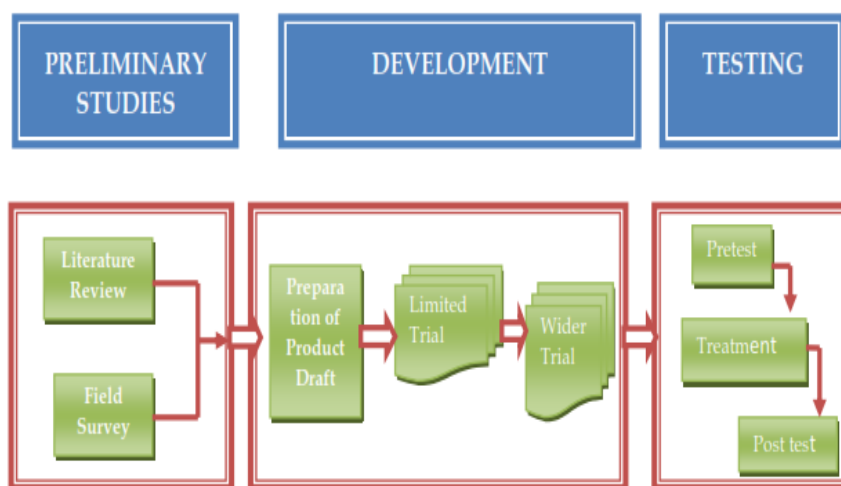 PRELIMINARY
STUDIES
DEVELOPMENT
TESTING
Literature
Review
Field
Survey
Prepara
tion of
Product
Draft
Limited
Trial
Wider
Trial
Pretest
Treatment
Post test